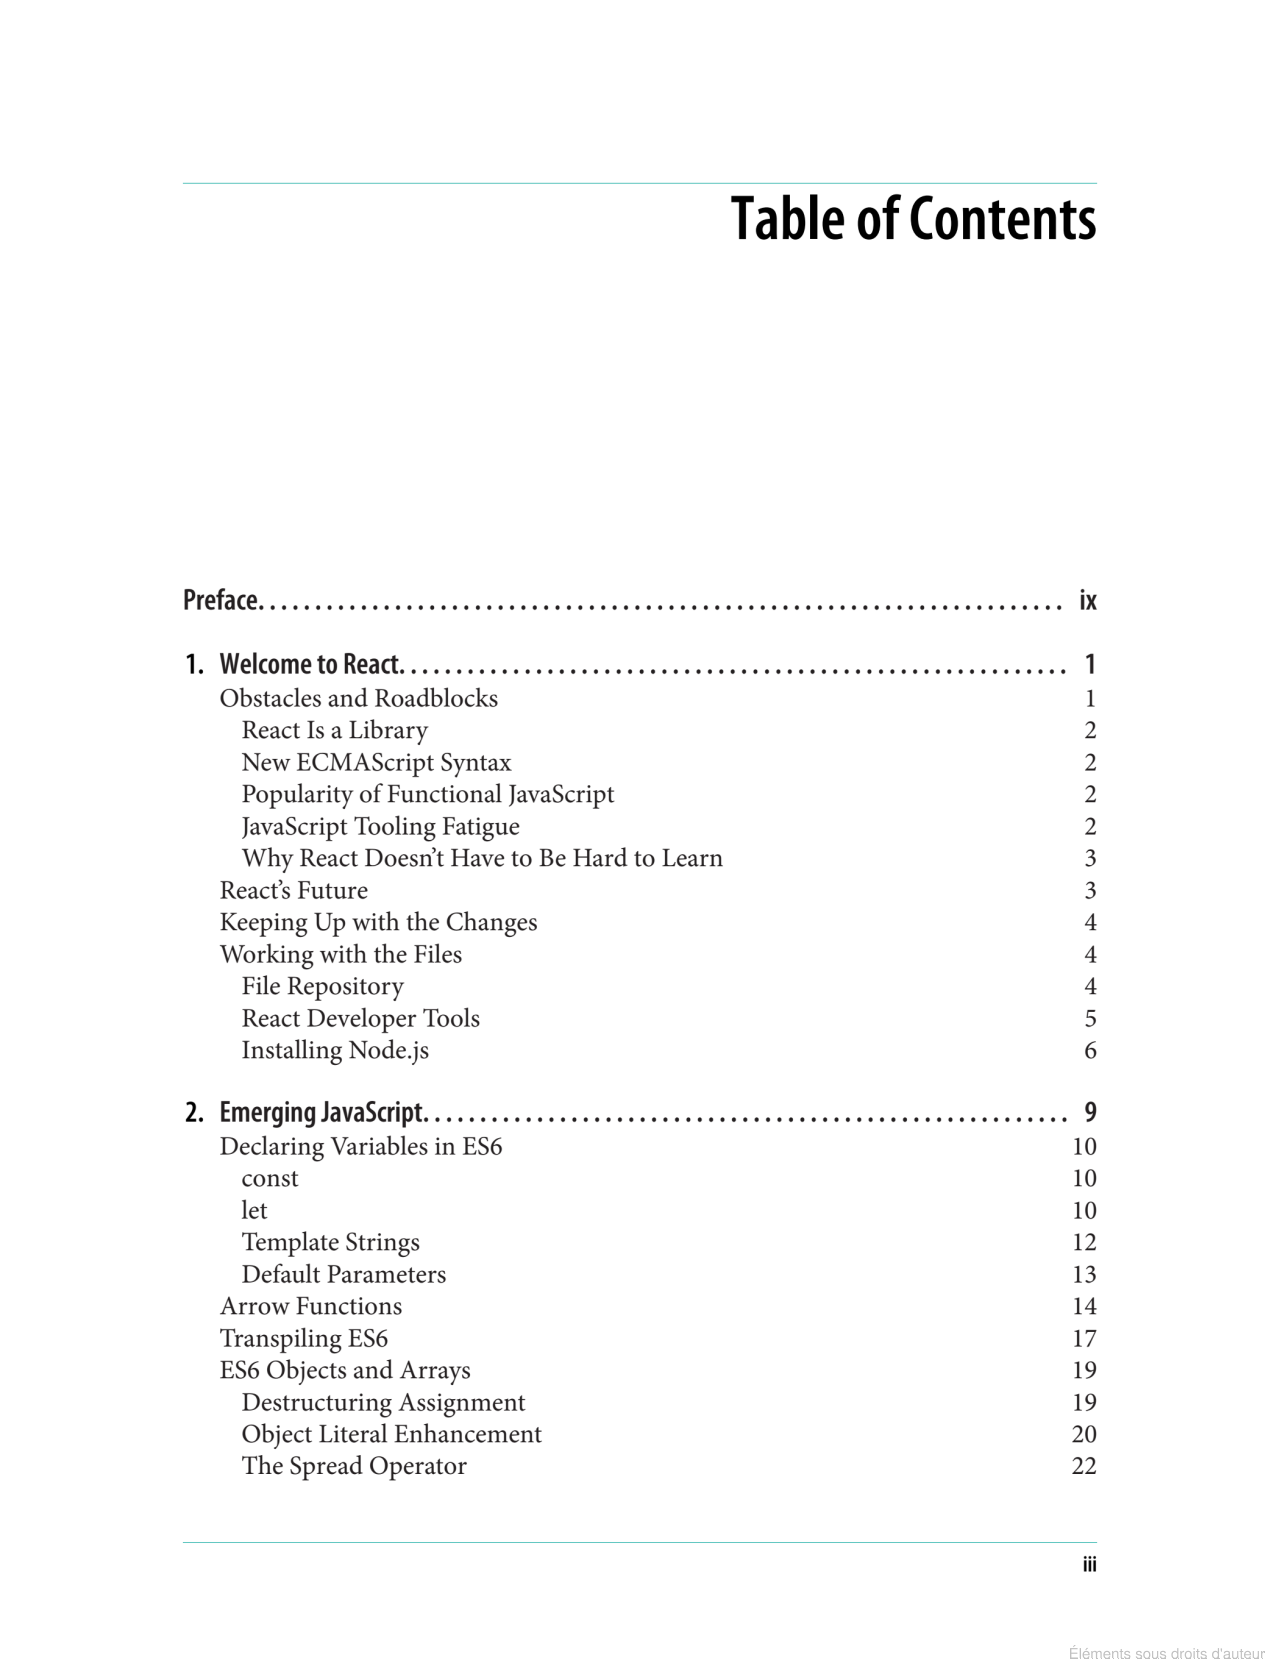 Table of Contents
Preface. . . . . . . . . . . . . . . . . . . . . . . . . . . . . . . . . . . . . . . . . . . . . . . . . . . . . . . . . . . . . . . . . . . . . . . ix
1. Welcome to React. . . . . . . . . . . . . . . . . . . . . . . . . . . . . . . . . . . . . . . . . . . . . . . . . . . . . . . . . . . 1
Obstacles and Roadblocks 1
React Is a Library 2
New ECMAScript Syntax 2
Popularity of Functional JavaScript 2
JavaScript Tooling Fatigue 2
Why React Doesn’t Have to Be Hard to Learn 3
React’s Future 3
Keeping Up with the Changes 4
Working with the Files 4
File Repository 4
React Developer Tools 5
Installing Node.js 6
2. Emerging JavaScript. . . . . . . . . . . . . . . . . . . . . . . . . . . . . . . . . . . . . . . . . . . . . . . . . . . . . . . . . 9
Declaring Variables in ES6 10
const 10
let 10
Template Strings 12
Default Parameters 13
Arrow Functions 14
Transpiling ES6 17
ES6 Objects and Arrays 19
Destructuring Assignment 19
Object Literal Enhancement 20
The Spread Operator 22
iii
Éléments sous droits d'auteur